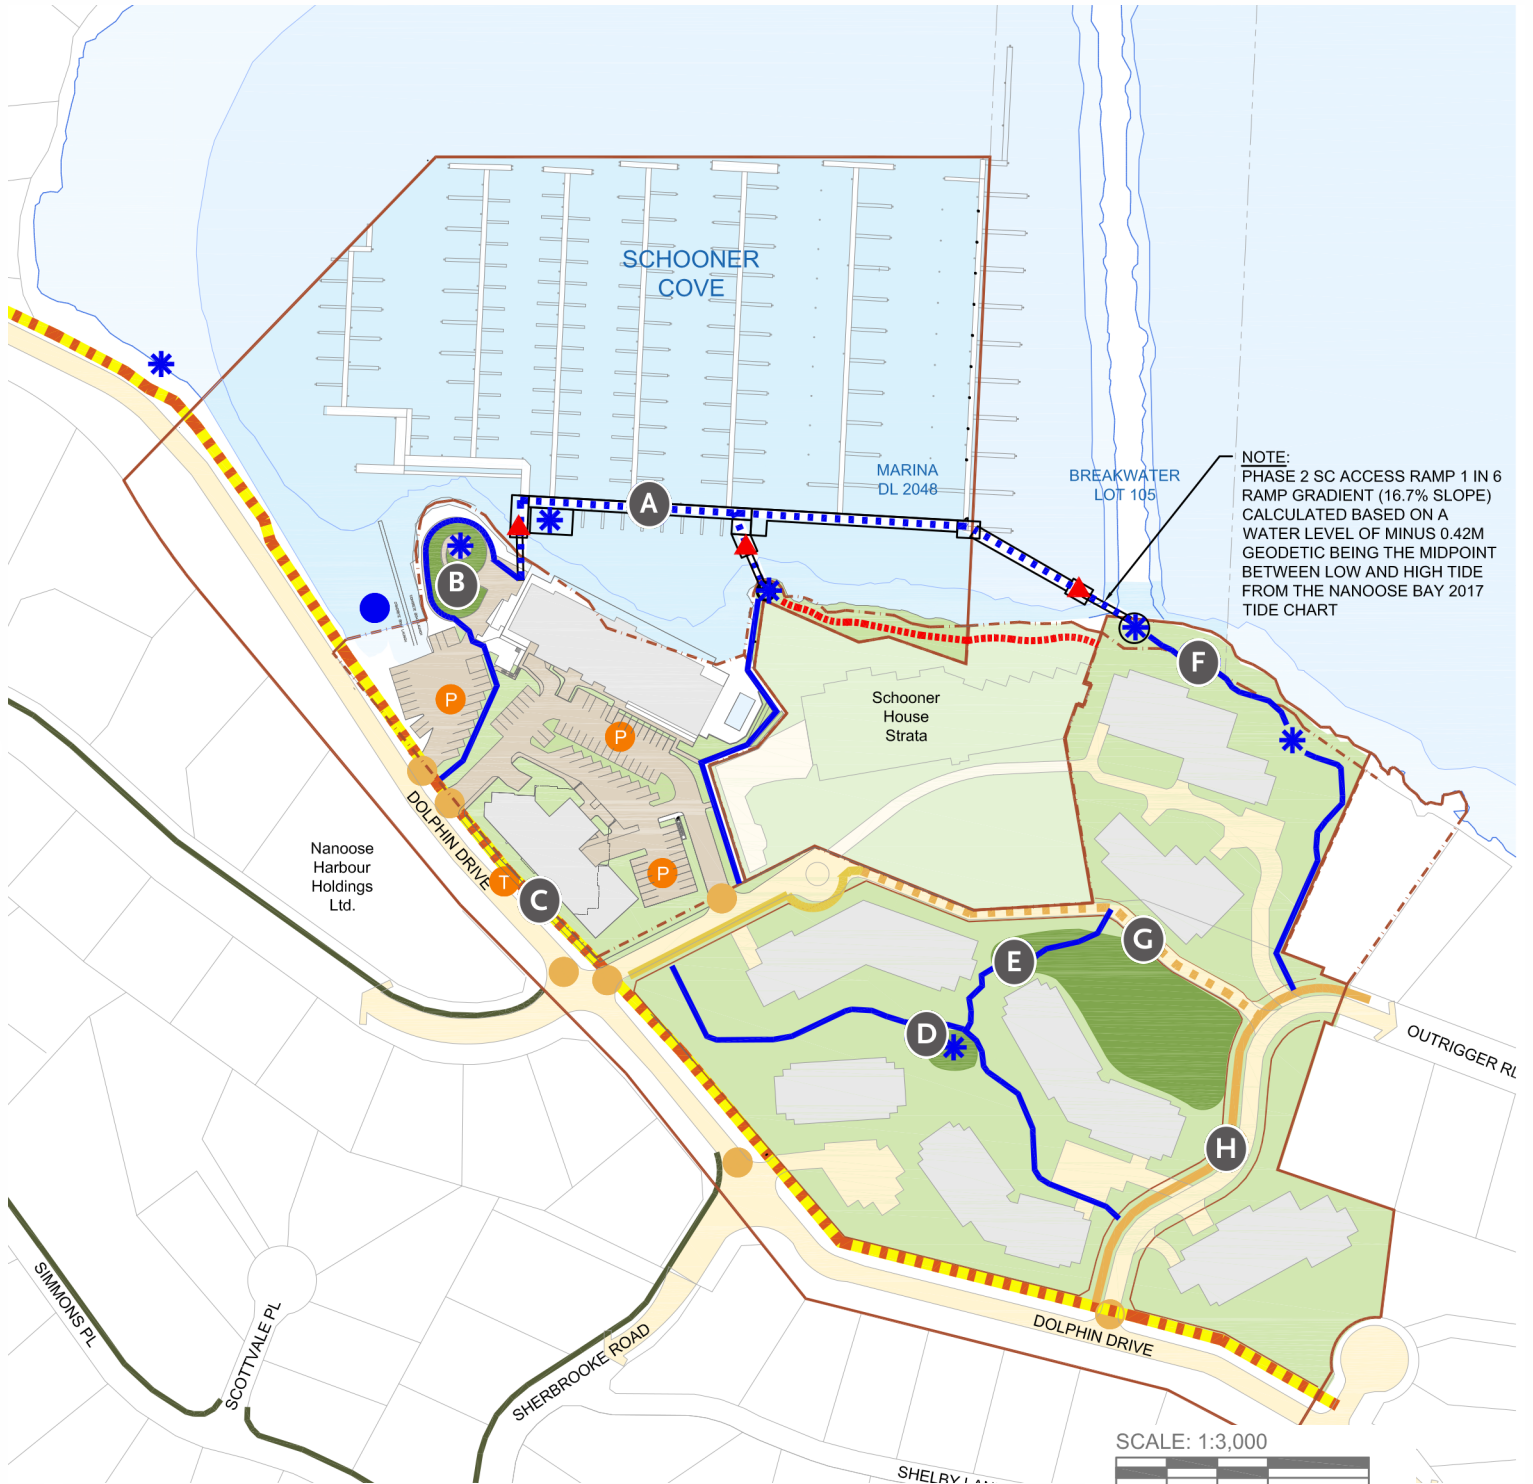 SCHOONER
COVE
MARINA
DL 2048
BREAKWATER
LOT 105
NOTE:
PHASE 2 SC ACCESS RAMP 1 IN 6
RAMP GRADIENT (16.7% SLOPE)
CALCULATED BASED ON A
WATER LEVEL OF MINUS 0.42M
GEODETIC BEING THE MIDPOINT
BETWEEN LOW AND HIGH TIDE
FROM THE NANOOSE BAY 2017
TIDE CHART
A
B
F
P
Schooner
House
Strata
P
DOLPHIN DRIVE
Nanoose
Harbour
Holdings
Ltd.
P
T
C
G
E
D
OUTRIGGER
H
SIMMONS PL
SCOTTVALE PL
SHERBROOKE ROAD
DOLPHIN DRIVE
SCALE: 1:3,000
SHELBY